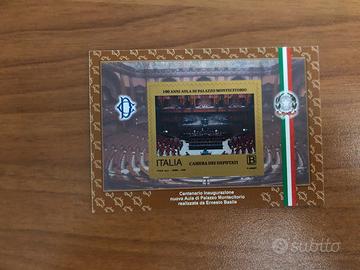 100 ANNI AULA DI PALAZZO MONTECITORIO
ITALIA
CAMERA DEI DEPUTATI
B
Centenario inaugurazione
nuova Aula di Palazzo Montecitorio
realizzata da Ernesto Basile
subito